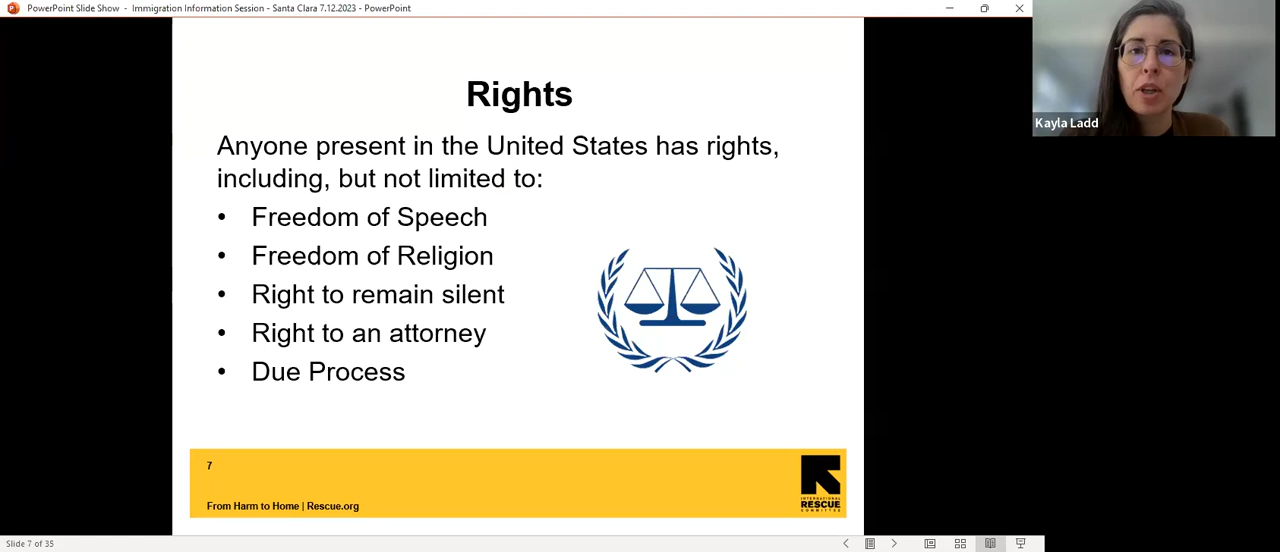 PowerPoint Slide Show - Immigration Information Session - Santa Clara 7.12.2023 - PowerPoint
Kayla Ladd
Rights
Anyone present in the United States has rights,
including, but not limited to:
• Freedom of Speech
• Freedom of Religion
• Right to remain silent
• Right to an attorney
• Due Process
7
From Harm to Home | Rescue.org
INTERNATIONAL
RESCUE
COMMITTEE
Slide 7 of 35